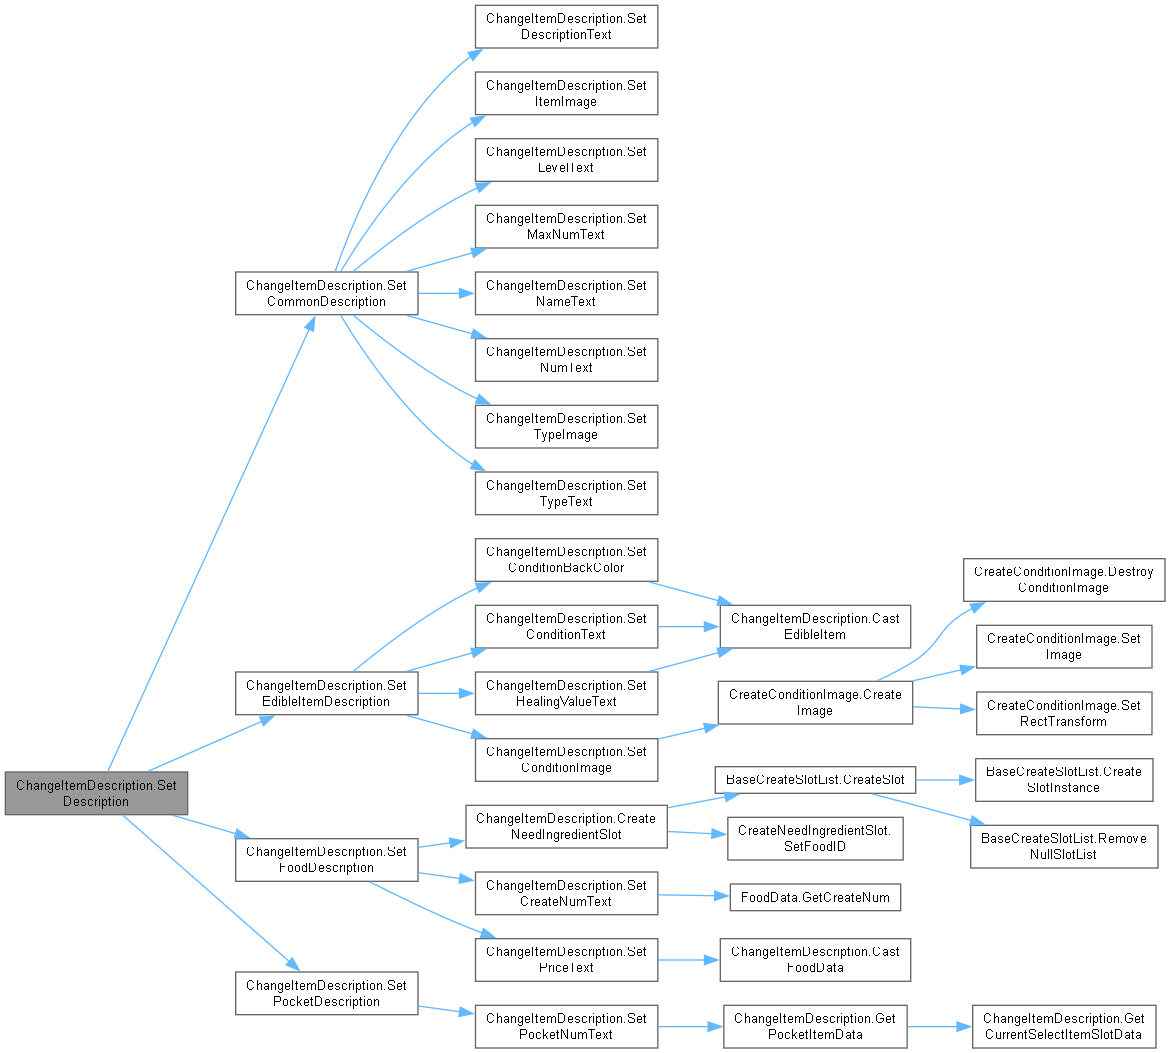 ChangeItemDescription.Set
DescriptionText
ChangeItemDescription.Set
ItemImage
ChangeItemDescription.Set
LevelText
ChangeItemDescription.Set
MaxNumText
ChangeItemDescription.Set
CommonDescription
ChangeItemDescription.Set
NameText
ChangeItemDescription.Set
NumText
ChangeItemDescription.Set
TypeImage
ChangeItemDescription.Set
TypeText
ChangeItemDescription.Set
ConditionBackColor
CreateConditionImage.Destroy
ConditionImage
ChangeItemDescription.Set
ConditionText
ChangeItemDescription.Cast
EdibleItem
CreateConditionImage.Set
Image
ChangeItemDescription.Set
EdibleItemDescription
ChangeItemDescription.Set
HealingValueText
CreateConditionImage.Create
Image
CreateConditionImage.Set
RectTransform
ChangeItemDescription.Set
ConditionImage
ChangeItemDescription.Set
Description
BaseCreateSlotList.CreateSlot
BaseCreateSlotList.Create
SlotInstance
ChangeItemDescription.Create
NeedIngredientSlot
CreateNeedIngredientSlot.
SetFoodID
BaseCreateSlotList.Remove
NullSlotList
ChangeItemDescription.Set
FoodDescription
ChangeItemDescription.Set
CreateNumText
FoodData.GetCreateNum
ChangeItemDescription.Set
PriceText
ChangeItemDescription.Cast
FoodData
ChangeItemDescription.Set
PocketDescription
ChangeItemDescription.Set
PocketNumText
ChangeItemDescription.Get
PocketItemData
ChangeItemDescription.Get
CurrentSelectItemSlotData